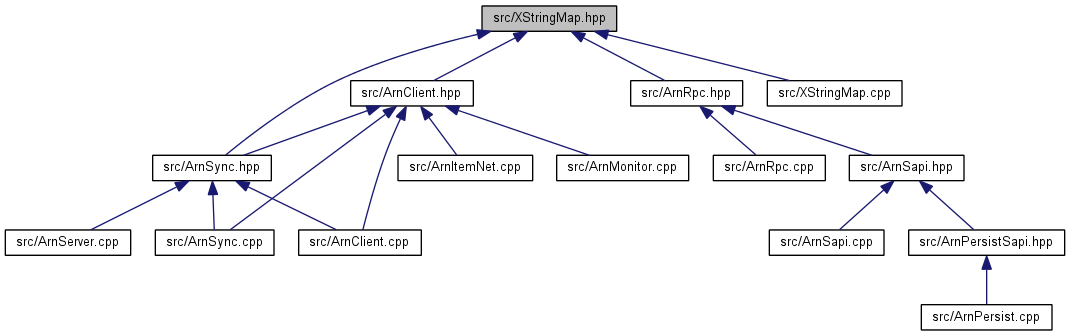 src/XStringMap.hpp
src/ArnClient.hpp
src/ArnRpc.hpp
src/XStringMap.cpp
src/ArnSync.hpp
src/ArnItemNet.cpp
src/ArnMonitor.cpp
src/ArnRpc.cpp
src/ArnSapi.hpp
src/ArnServer.cpp
src/ArnSync.cpp
src/ArnClient.cpp
src/ArnSapi.cpp
src/ArnPersistSapi.hpp
src/ArnPersist.cpp